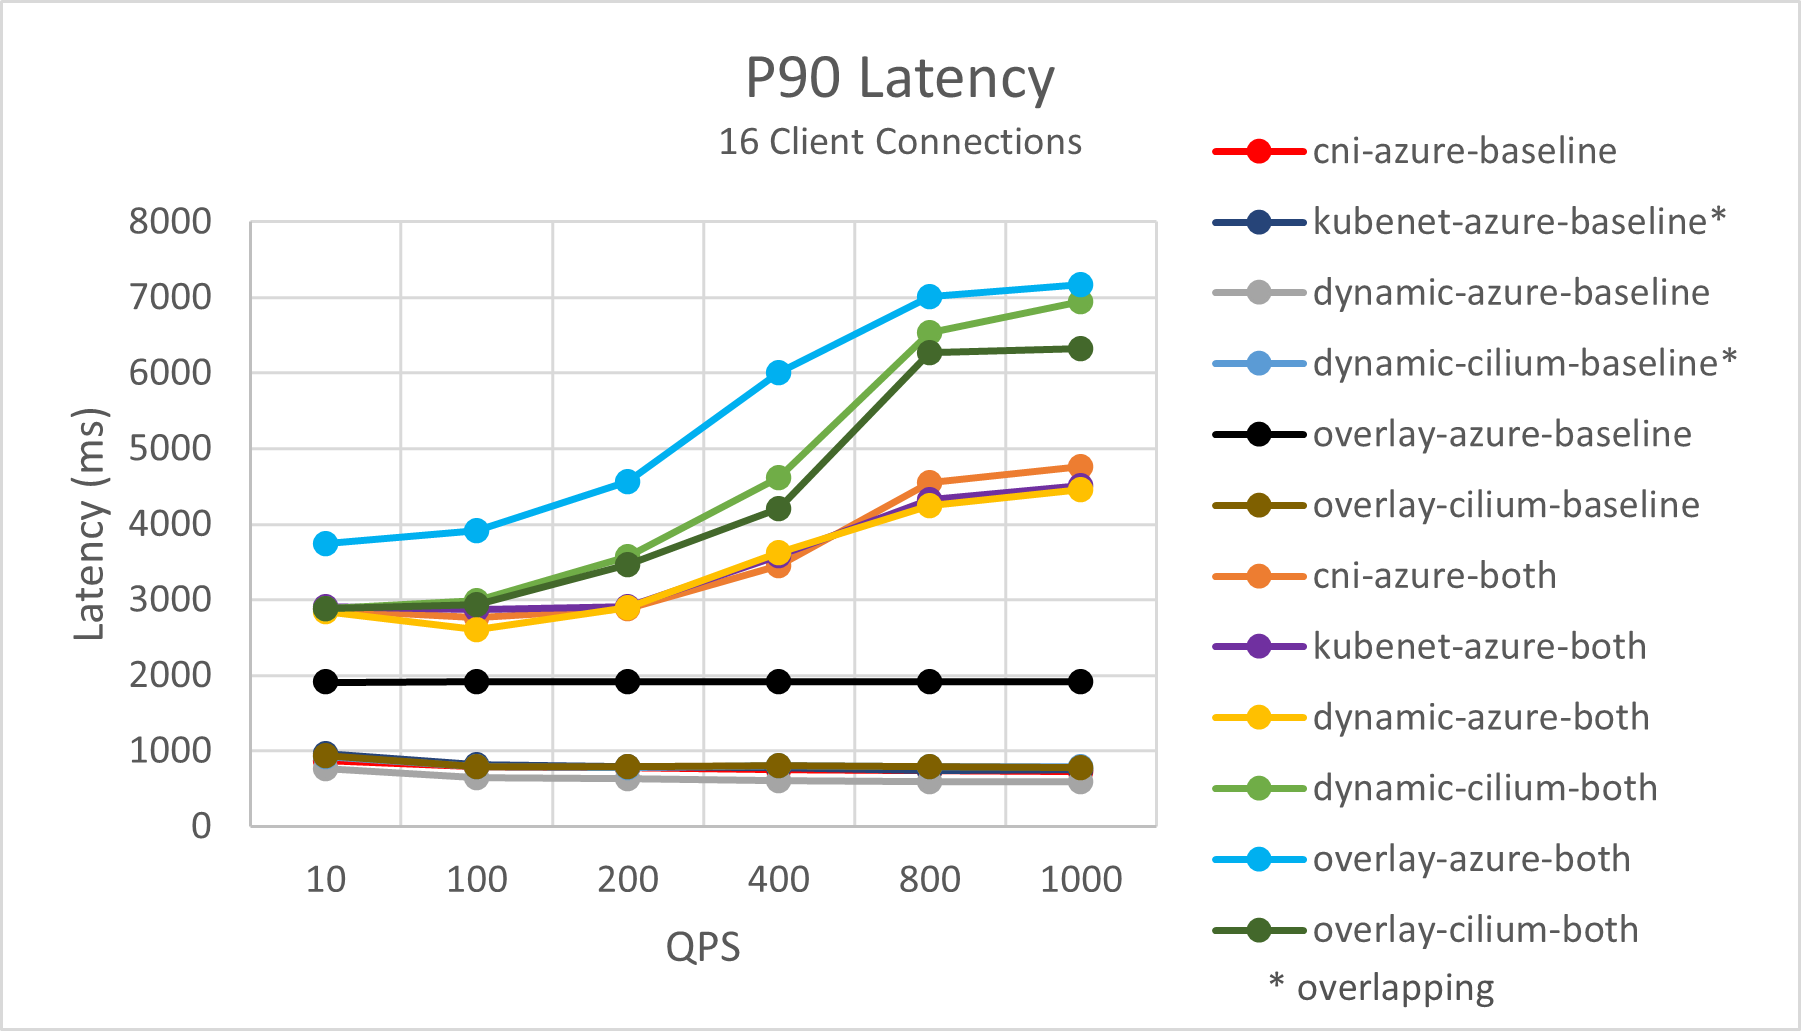 P90 Latency
16 Client Connections
Latency (ms)
8000
7000
6000
5000
4000
3000
2000
1000
0
10 100 200 400 800 1000
QPS
cni-azure-baseline
kubenet-azure-baseline*
dynamic-azure-baseline
dynamic-cilium-baseline*
overlay-azure-baseline
overlay-cilium-baseline
cni-azure-both
kubenet-azure-both
dynamic-azure-both
dynamic-cilium-both
overlay-azure-both
overlay-cilium-both
* overlapping